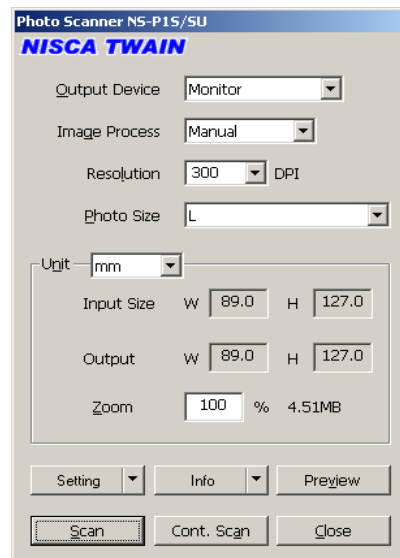 Photo Scanner NS-P1S/SU
NISCA TWAIN
Output Device Monitor
Image Process Manual
Resolution 300 DPI
Photo Size L
Unit mm
Input Size W 89.0 H 127.0
Output W 89.0 H 127.0
Zoom 100 % 4.51MB
Setting Info Preview
Scan Cont. Scan Close